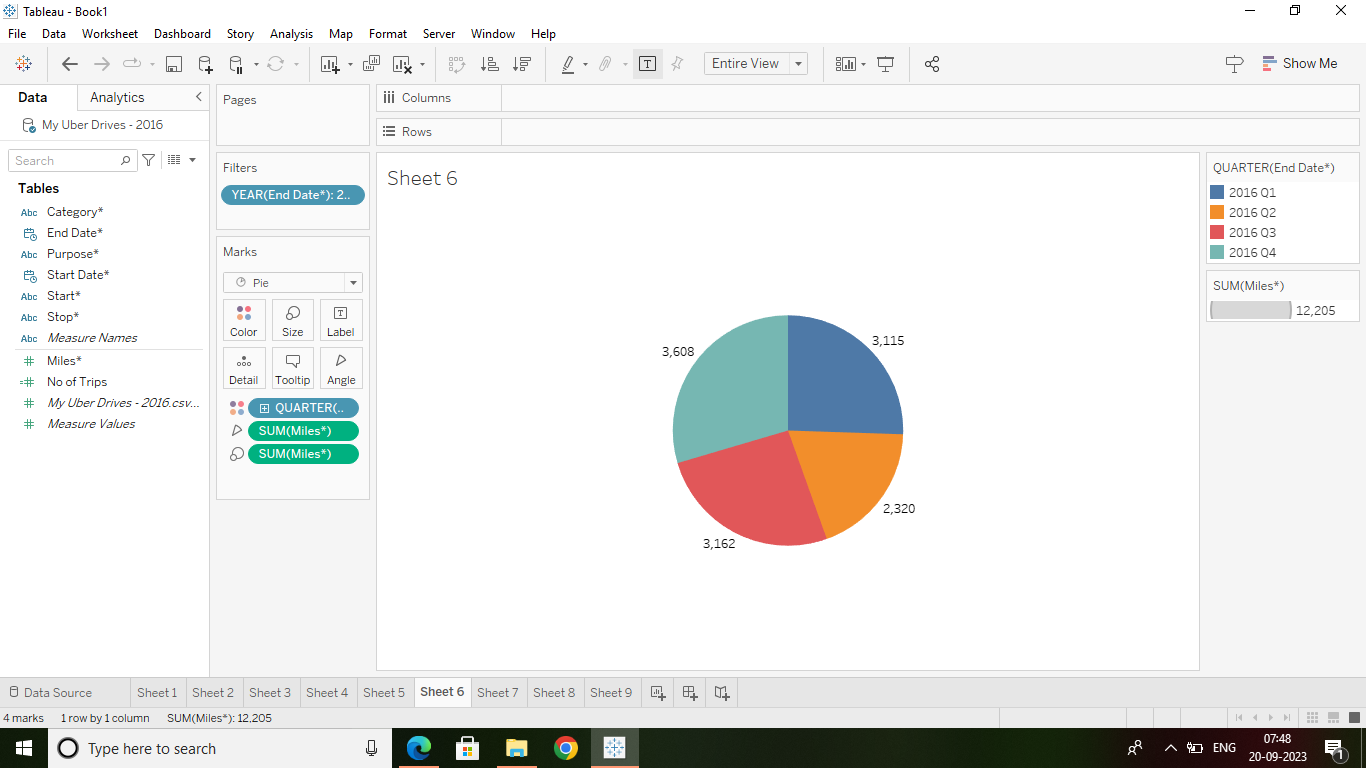 Tableau - Book1
File Data Worksheet Dashboard Story Analysis Map Format Server Window Help
Entire View
Show Me
Data Analytics
My Uber Drives - 2016
Search
Tables
Abc Category*
End Date*
Abc Purpose*
Start Date*
Abc Start*
Abc Stop*
Abc Measure Names
# Miles*
=# No of Trips
# My Uber Drives - 2016.csv...
# Measure Values
Pages
Filters
YEAR(End Date*): 2..
Marks
Pie
Color Size Label
Detail Tooltip Angle
QUARTER(..
SUM(Miles*)
SUM(Miles*)
Columns
Rows
Sheet 6
3,115
3,608
2,320
3,162
QUARTER(End Date*)
2016 Q1
2016 Q2
2016 Q3
2016 Q4
SUM(Miles*)
12,205
Data Source Sheet 1 Sheet 2 Sheet 3 Sheet 4 Sheet 5 Sheet 6 Sheet 7 Sheet 8 Sheet 9
4 marks 1 row by 1 column SUM(Miles*): 12,205
Type here to search
ENG
07:48
20-09-2023
1